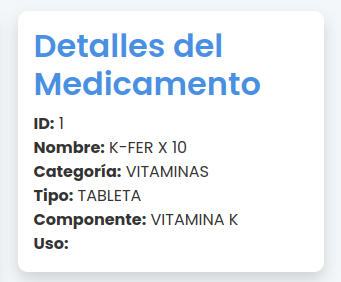 Detalles del
Medicamento
ID: 1
Nombre: K-FER X 10
Categoría: VITAMINAS
Tipo: TABLETA
Componente: VITAMINA K
Uso: